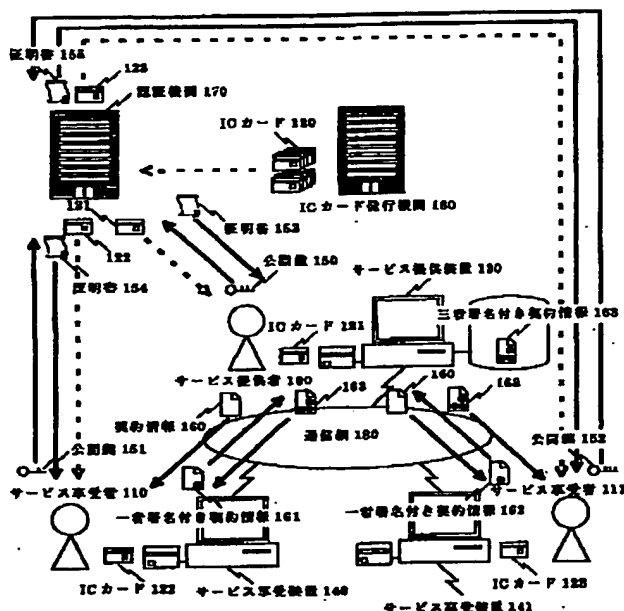 証明書 155
123
認証機関 170
ICカード 120
ICカード発行機関 160
121
122
証明書 153
証明書 154
公開鍵 150
サービス提供装置 130
三者署名付き契約情報 163
ICカード 121
サービス提供者 100
163
160
163
契約情報 160
通信網 180
公開鍵 151
公開鍵 152
サービス享受者 110
サービス享受者 111
一者署名付き契約情報 161
一者署名付き契約情報 162
ICカード 122
サービス享受装置 140
ICカード 123
サービス享受装置 141